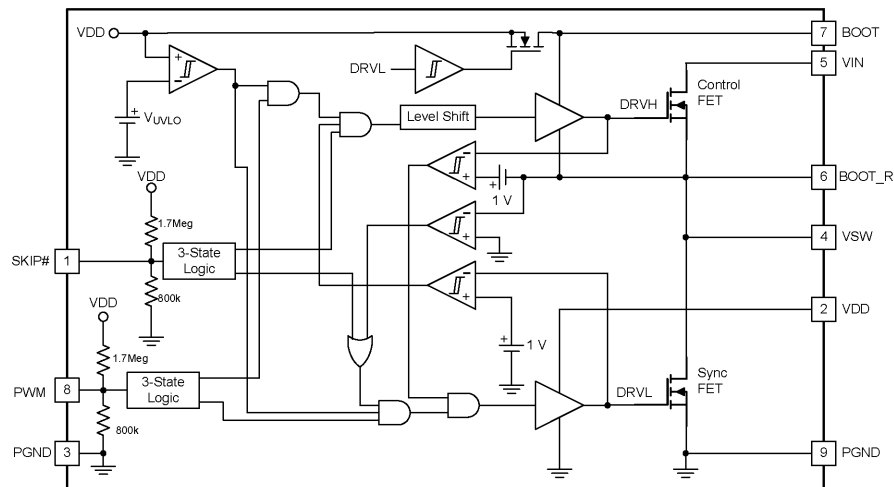 VDD
7
BOOT
5
VIN
DRVL
Control
FET
DRVH
+
-
+
VUVLO
Level Shift
VDD
-
+
+
1 V
6
BOOT_R
1.7Meg
-
+
4
VSW
SKIP#
1
3-State
Logic
-
+
VDD
800k
2
VDD
+
1 V
1.7Meg
Sync
FET
PWM
8
3-State
Logic
DRVL
800k
PGND
3
9
PGND